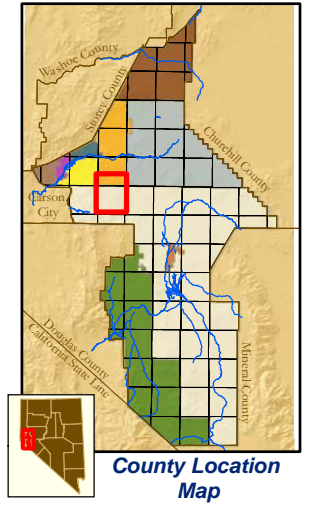 Washoe County
Storey County
Churchill County
Carson
City
Douglas County
California State Line
Mineral County
County Location
Map